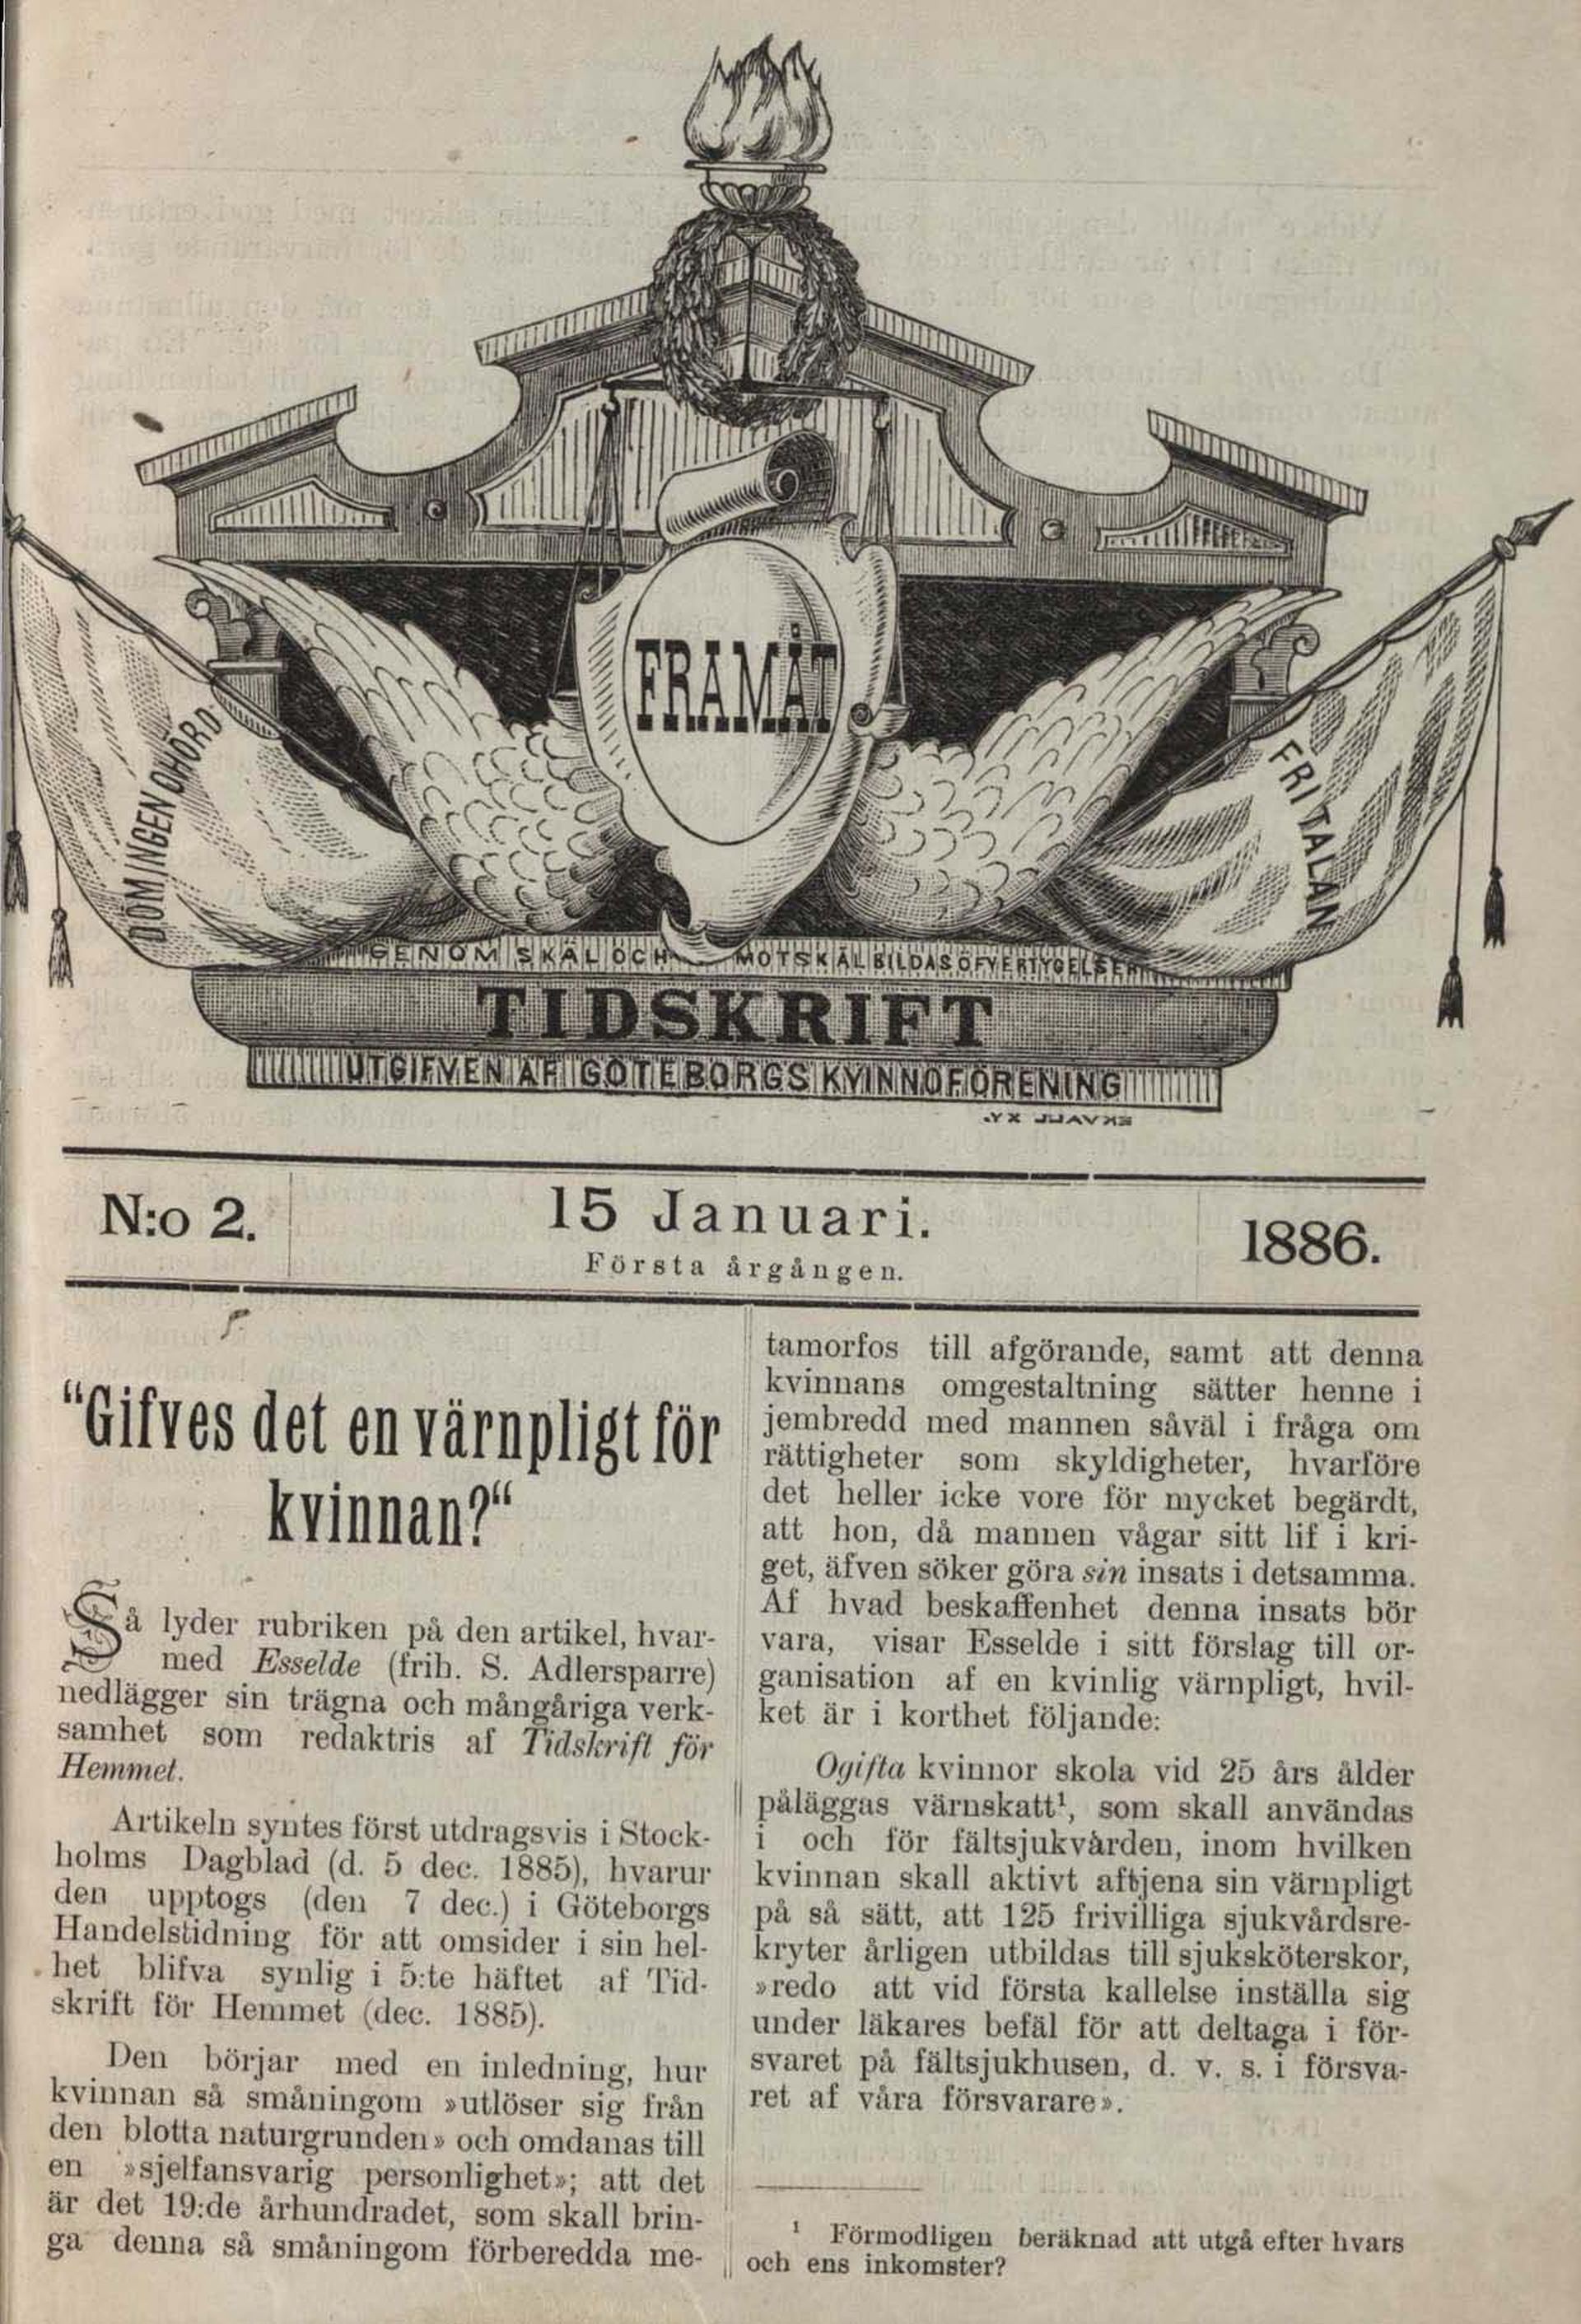 FRAMÅT
DÖM INGEN OHÖRD
FRI TALAN
GENOM SKÄL OCH MOTSKÄL BILDAS ÖFVERTYGELSER
TIDSKRIFT
UTGIFVEN AF GÖTEBORGS KVINNOFÖRENING
N:o 2.
15 Januari.
Första årgången.
1886.
“Gifves det en värnpligt för
kvinnan?“
Så lyder rubriken på den artikel, hvar-
med Esselde (frih. S. Adlersparre)
nedlägger sin trägna och mångåriga verk-
samhet som redaktris af Tidskrift för
Hemmet.
Artikeln syntes först utdragsvis i Stock-
holms Dagblad (d. 5 dec. 1885), hvarur
den upptogs (den 7 dec.) i Göteborgs
Handelstidning för att omsider i sin hel-
het blifva synlig i 5:te häftet af Tid-
skrift för Hemmet (dec. 1885).
Den börjar med en inledning, hur
kvinnan så småningom »utlöser sig från
den blotta naturgrunden» och omdanas till
en »sjelfansvarig personlighet»; att det
är det 19:de århundradet, som skall brin-
ga denna så småningom förberedda me-
tamorfos till afgörande, samt att denna
kvinnans omgestaltning sätter henne i
jembredd med mannen såväl i fråga om
rättigheter som skyldigheter, hvarföre
det heller icke vore för mycket begärdt,
att hon, då mannen vågar sitt lif i kri-
get, äfven söker göra sin insats i detsamma.
Af hvad beskaffenhet denna insats bör
vara, visar Esselde i sitt förslag till or-
ganisation af en kvinlig värnpligt, hvil-
ket är i korthet följande:
Ogifta kvinnor skola vid 25 års ålder
påläggas värnskatt¹, som skall användas
i och för fältsjukvården, inom hvilken
kvinnan skall aktivt aftjena sin värnpligt
på så sätt, att 125 frivilliga sjukvårdsre-
kryter årligen utbildas till sjuksköterskor,
»redo att vid första kallelse inställa sig
under läkares befäl för att deltaga i för-
svaret på fältsjukhusen, d. v. s. i försva-
ret af våra försvarare».
¹ Förmodligen beräknad att utgå efter hvars
och ens inkomster?